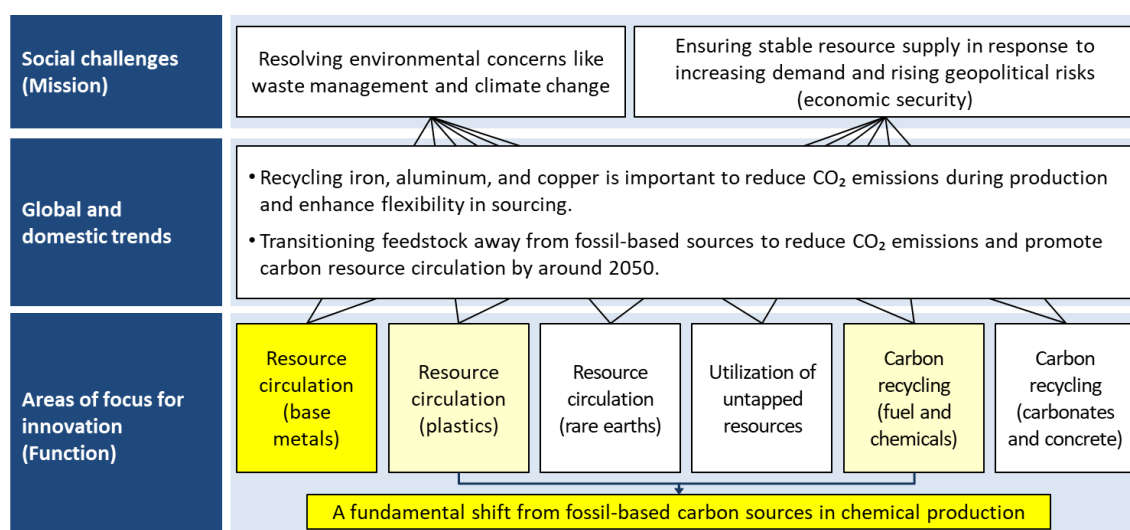 Social challenges
(Mission)
Resolving environmental concerns like
waste management and climate change
Ensuring stable resource supply in response to
increasing demand and rising geopolitical risks
(economic security)
Global and
domestic trends
• Recycling iron, aluminum, and copper is important to reduce CO₂ emissions during production
and enhance flexibility in sourcing.
• Transitioning feedstock away from fossil-based sources to reduce CO₂ emissions and promote
carbon resource circulation by around 2050.
Areas of focus for
innovation
(Function)
Resource
circulation
(base
metals)
Resource
circulation
(plastics)
Resource
circulation
(rare earths)
Utilization of
untapped
resources
Carbon
recycling
(fuel and
chemicals)
Carbon
recycling
(carbonates
and concrete)
A fundamental shift from fossil-based carbon sources in chemical production